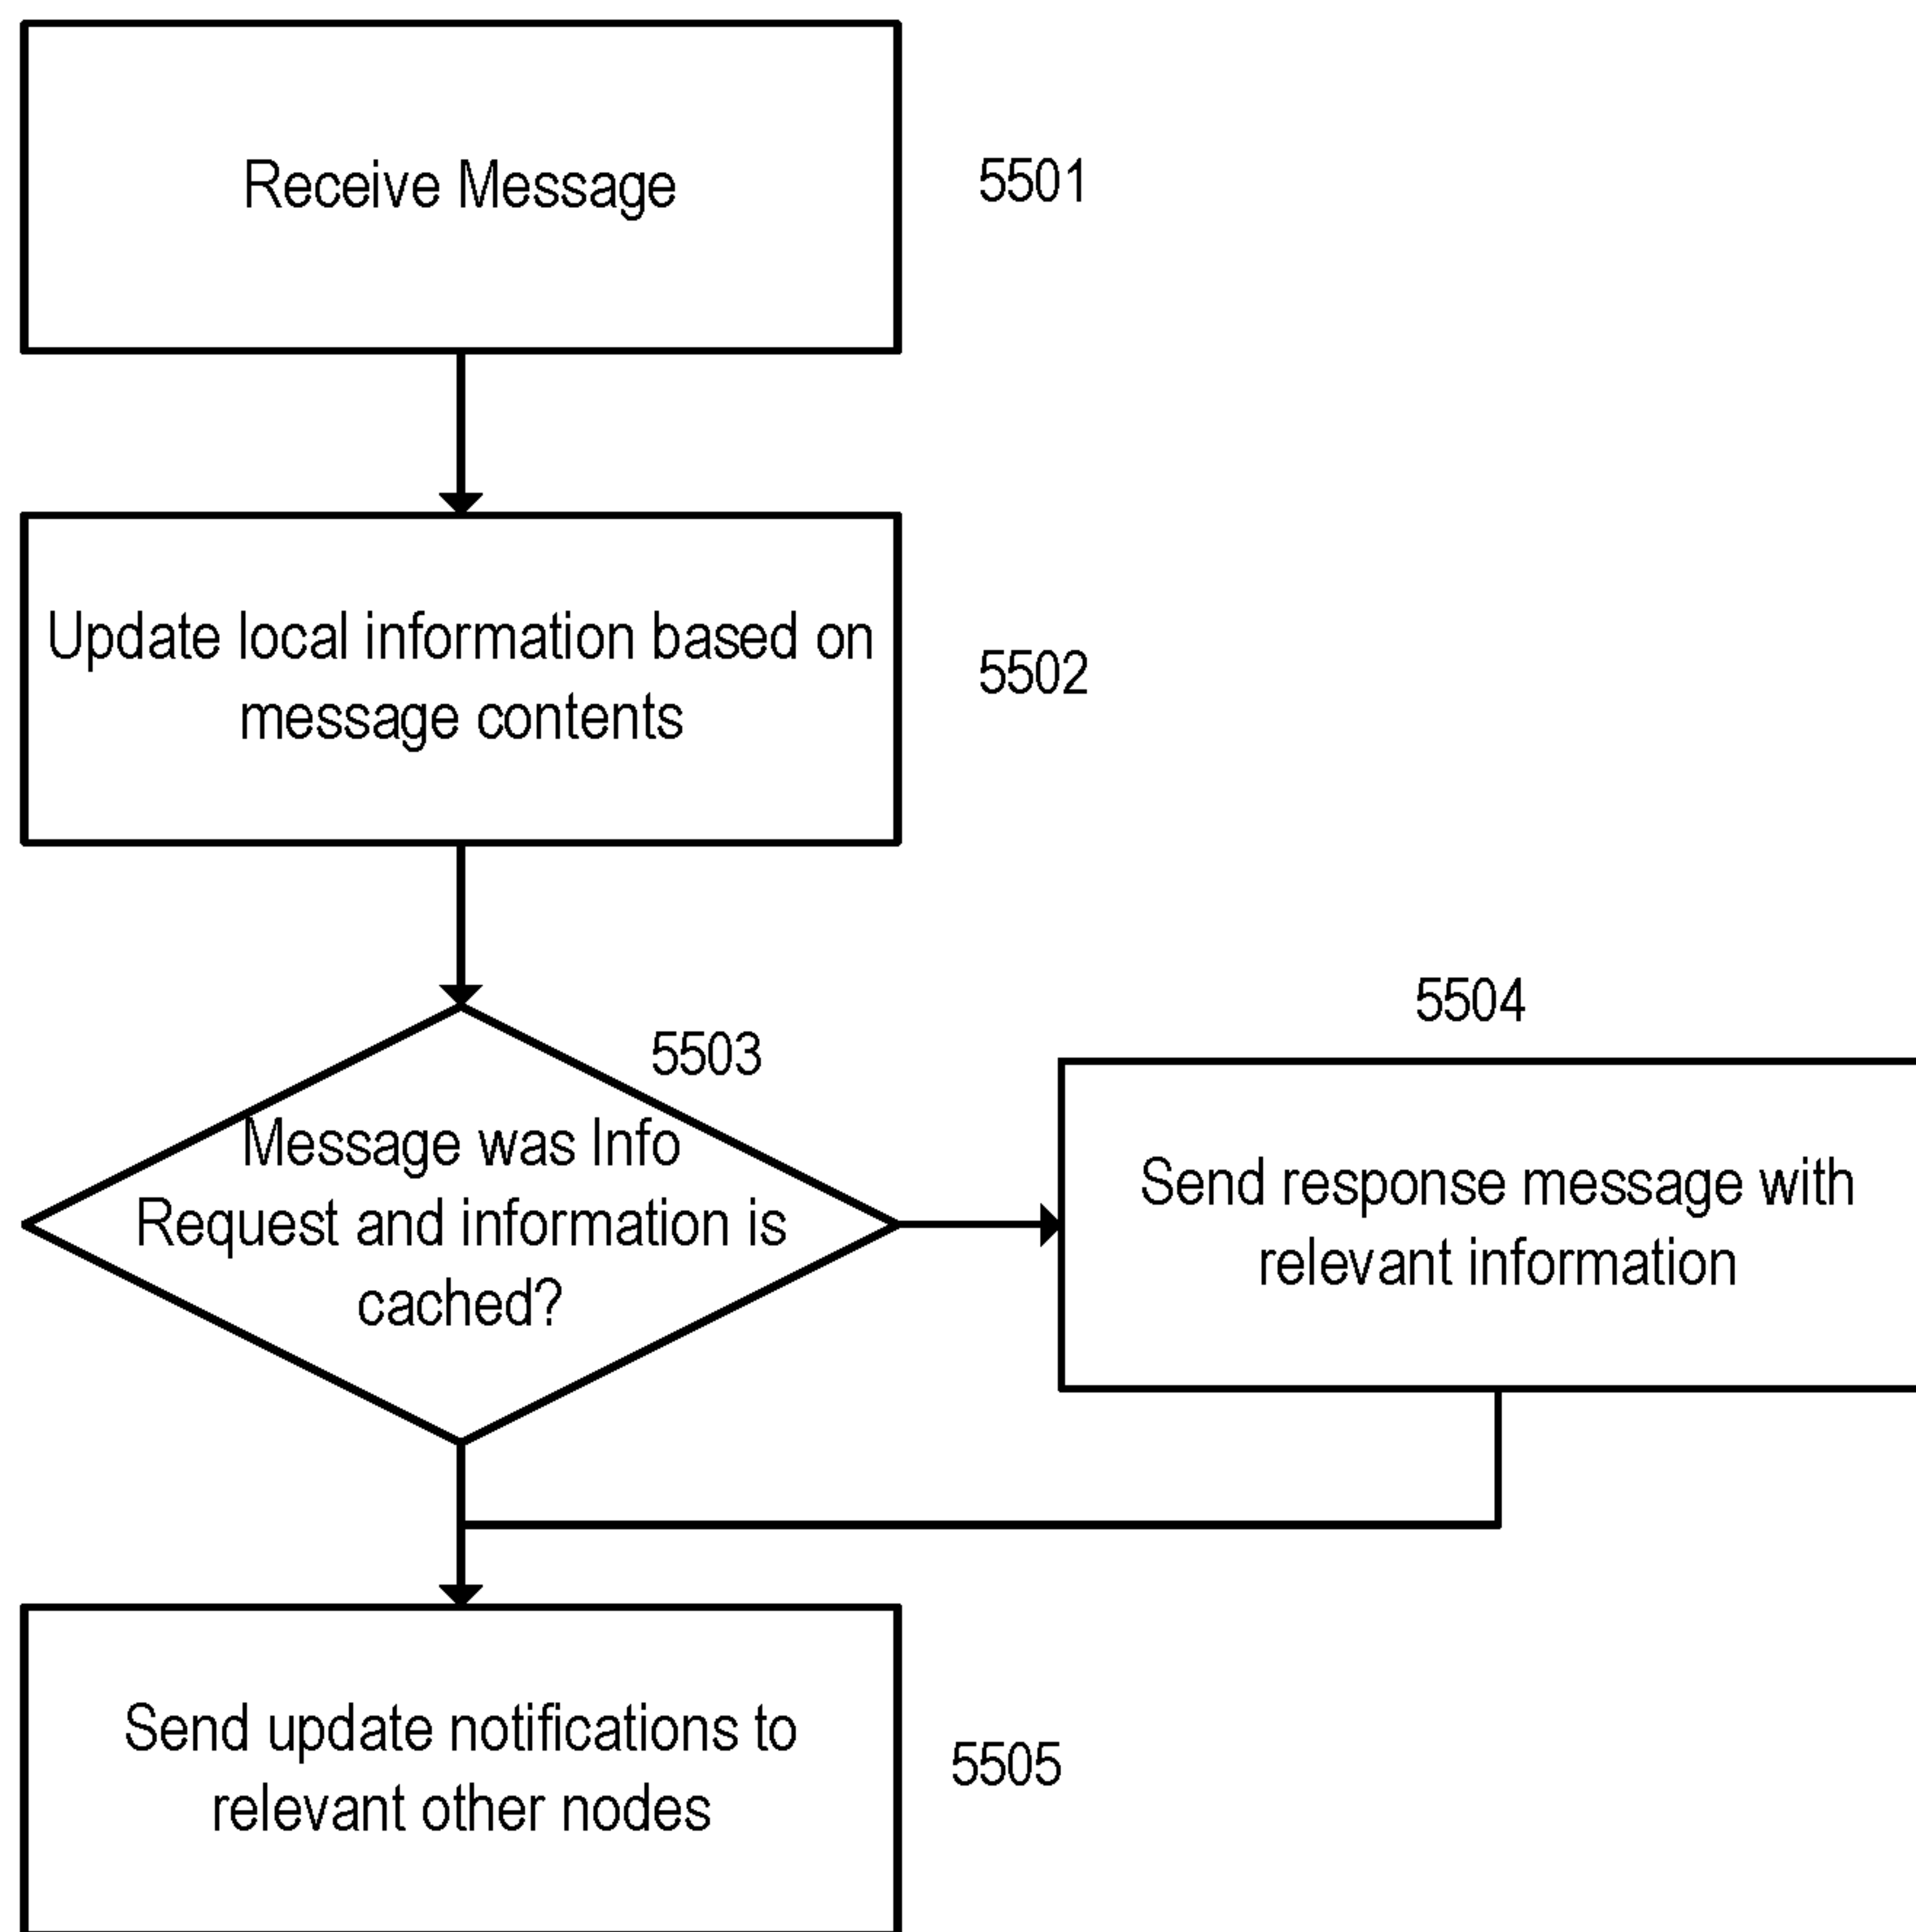 Receive Message
5501
Update local information based on
message contents
5502
5503
Message was Info
Request and information is
cached?
5504
Send response message with
relevant information
Send update notifications to
relevant other nodes
5505